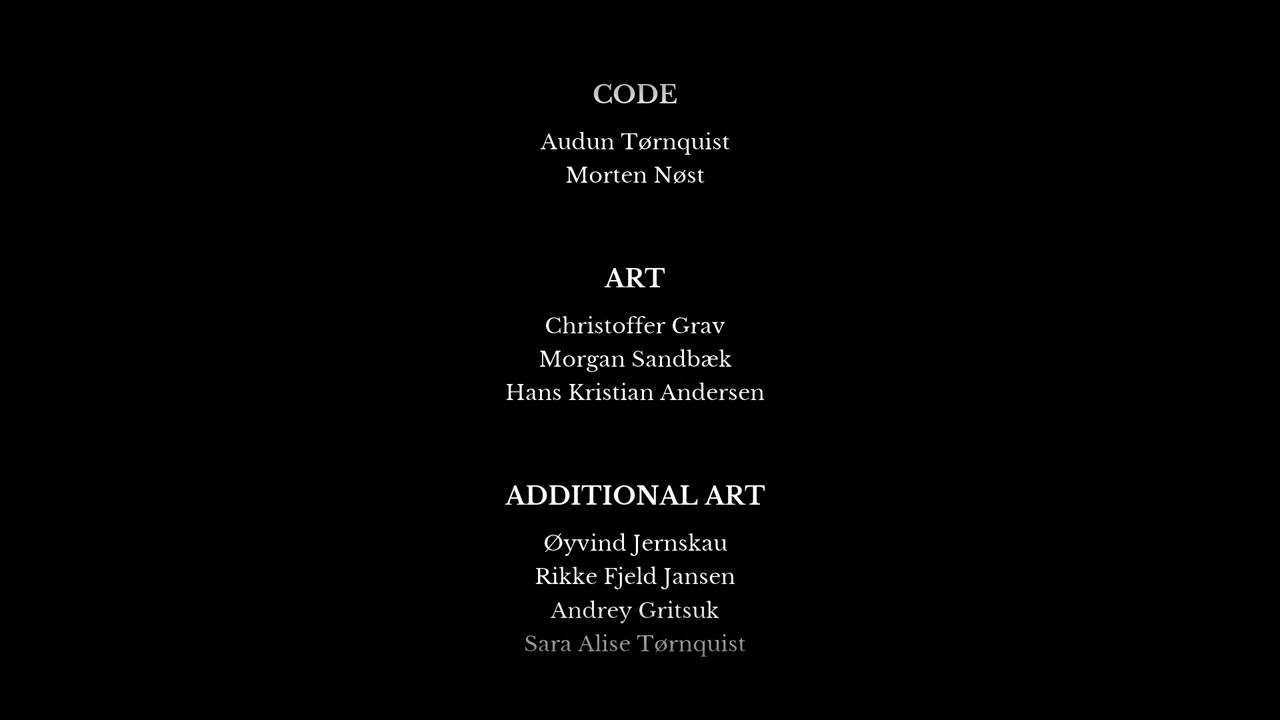 CODE
Audun Tørnquist
Morten Nøst
ART
Christoffer Grav
Morgan Sandbæk
Hans Kristian Andersen
ADDITIONAL ART
Øyvind Jernskau
Rikke Fjeld Jansen
Andrey Gritsuk
Sara Alise Tørnquist